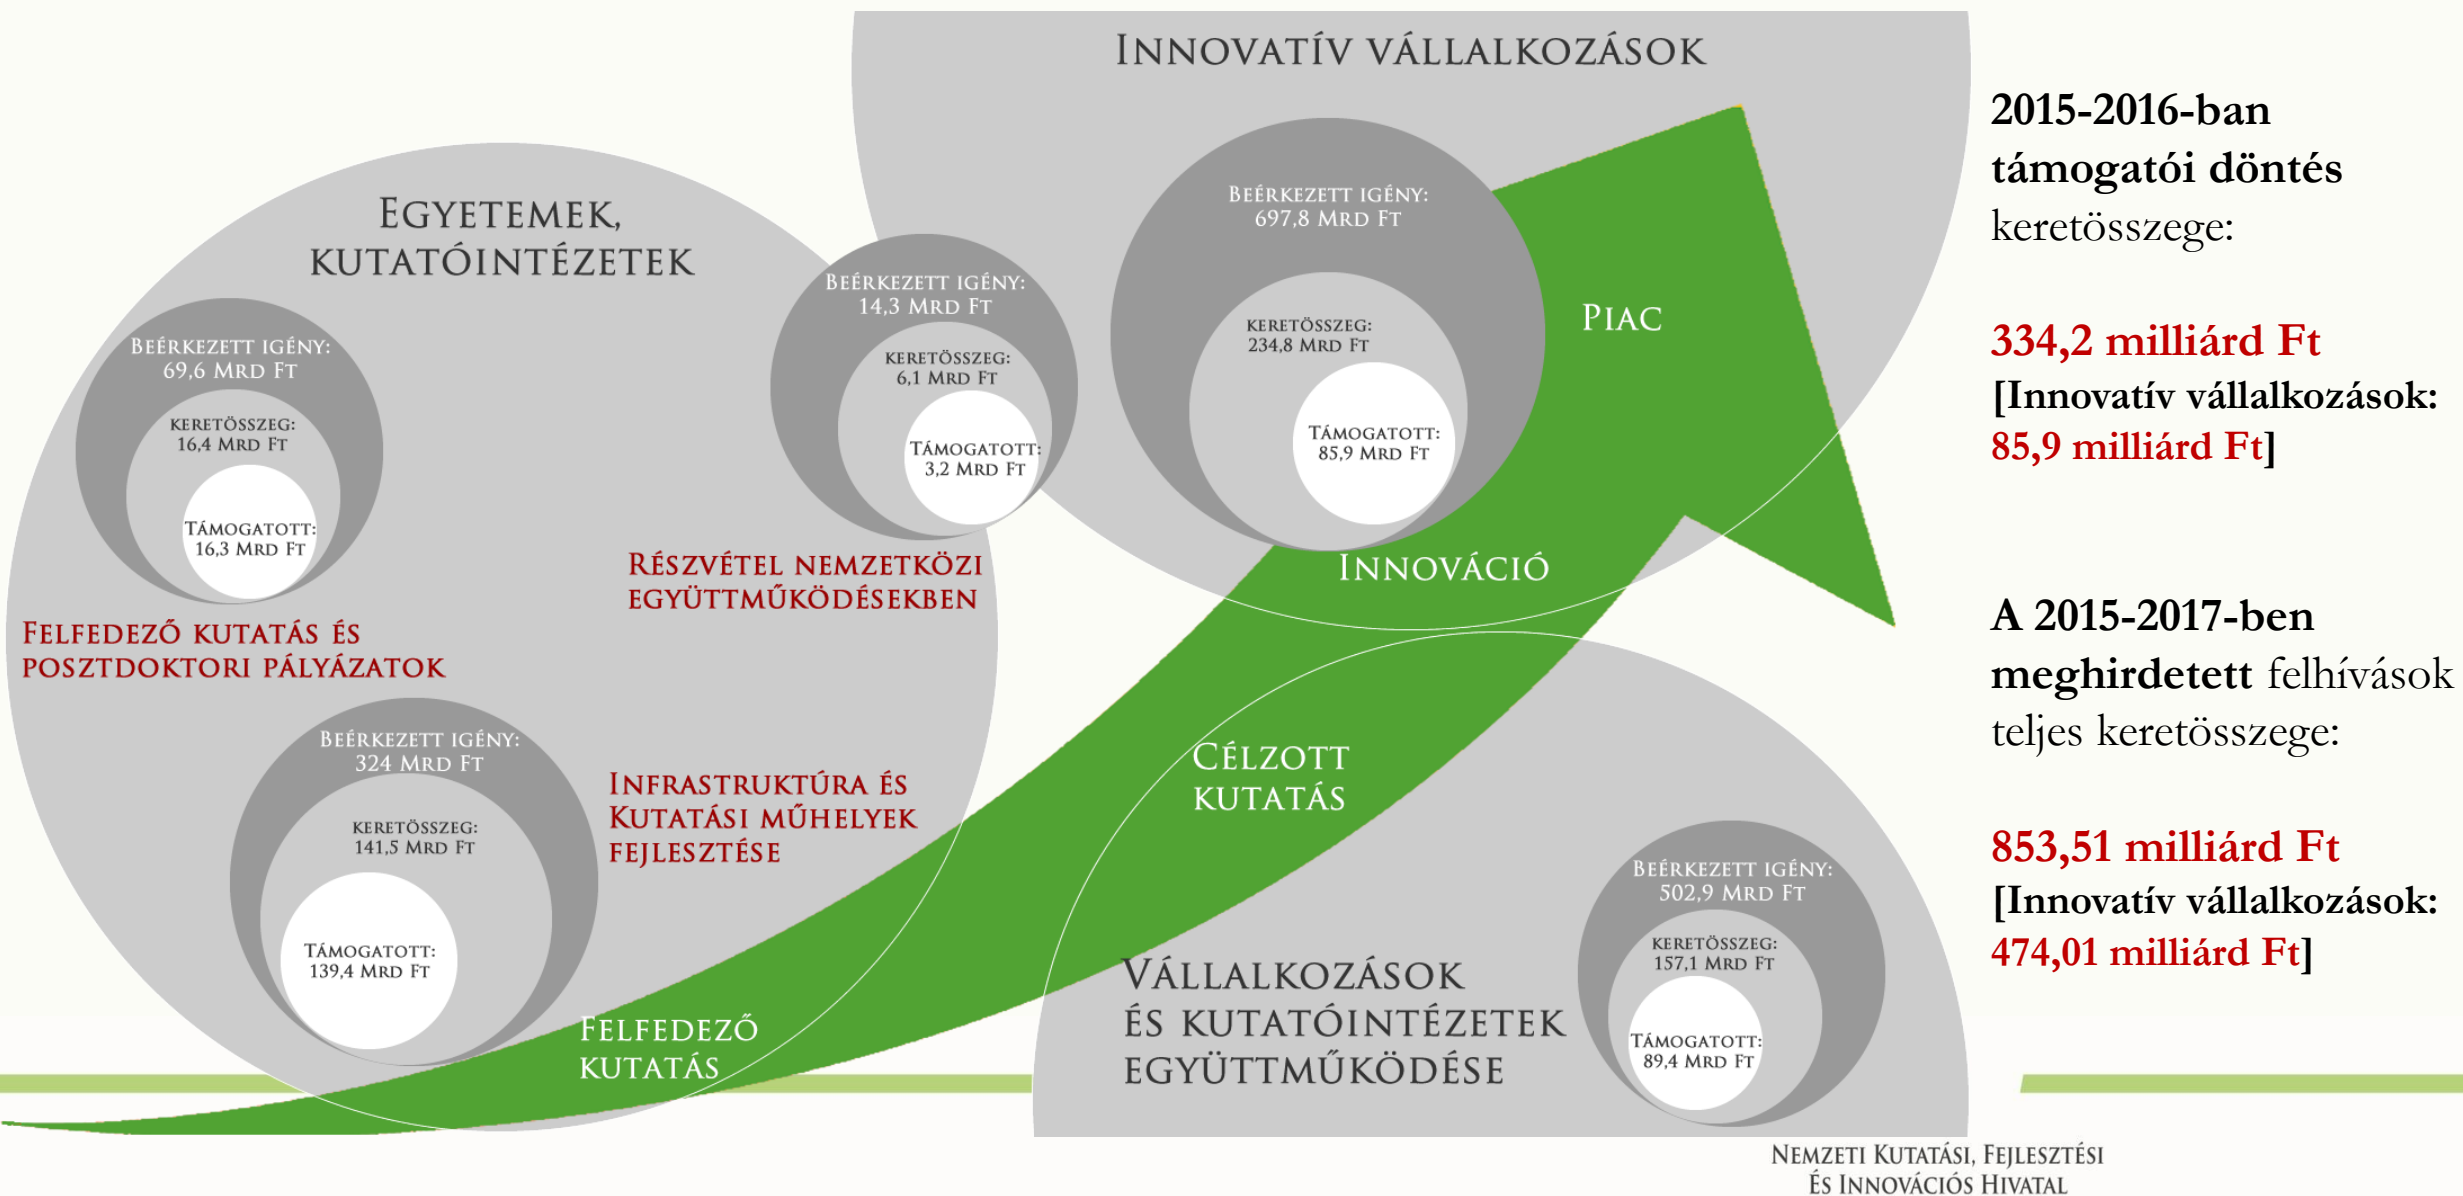 Innovatív vállalkozások
Egyetemek,
kutatóintézetek
Beérkezett igény:
69,6 Mrd Ft
keretösszeg:
16,4 Mrd Ft
Támogatott:
16,3 Mrd Ft
Felfedező kutatás és
posztdoktori pályázatok
Beérkezett igény:
14,3 Mrd Ft
keretösszeg:
6,1 Mrd Ft
Támogatott:
3,2 Mrd Ft
Részvétel nemzetközi
együttműködésekben
Beérkezett igény:
324 Mrd Ft
keretösszeg:
141,5 Mrd Ft
Támogatott:
139,4 Mrd Ft
Infrastruktúra és
Kutatási műhelyek
fejlesztése
Beérkezett igény:
697,8 Mrd Ft
keretösszeg:
234,8 Mrd Ft
Támogatott:
85,9 Mrd Ft
Piac
Innováció
Célzott
kutatás
Felfedező
kutatás
Vállalkozások
és kutatóintézetek
együttműködése
Beérkezett igény:
502,9 Mrd Ft
keretösszeg:
157,1 Mrd Ft
Támogatott:
89,4 Mrd Ft
2015-2016-ban
támogatói döntés
keretösszege:
334,2 milliárd Ft
[Innovatív vállalkozások:
85,9 milliárd Ft]
A 2015-2017-ben
meghirdetett felhívások
teljes keretösszege:
853,51 milliárd Ft
[Innovatív vállalkozások:
474,01 milliárd Ft]
Nemzeti Kutatási, Fejlesztési
És Innovációs Hivatal